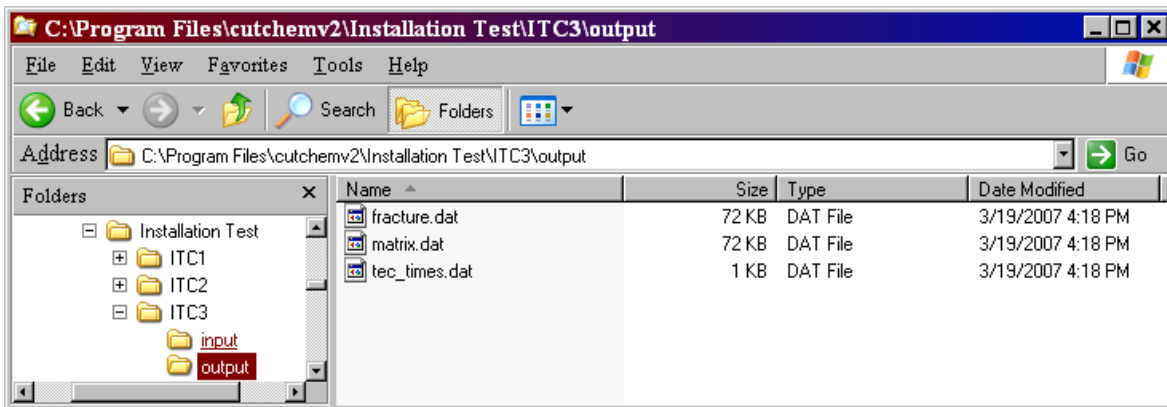 C:\Program Files\cutchemv2\Installation Test\ITC3\output
File Edit View Favorites Tools Help
Back Search Folders
Address C:\Program Files\cutchemv2\Installation Test\ITC3\output Go
Folders x Name Size Type Date Modified
Installation Test
ITC1
ITC2
ITC3
input
output
fracture.dat 72 KB DAT File 3/19/2007 4:18 PM
matrix.dat 72 KB DAT File 3/19/2007 4:18 PM
tec_times.dat 1 KB DAT File 3/19/2007 4:18 PM